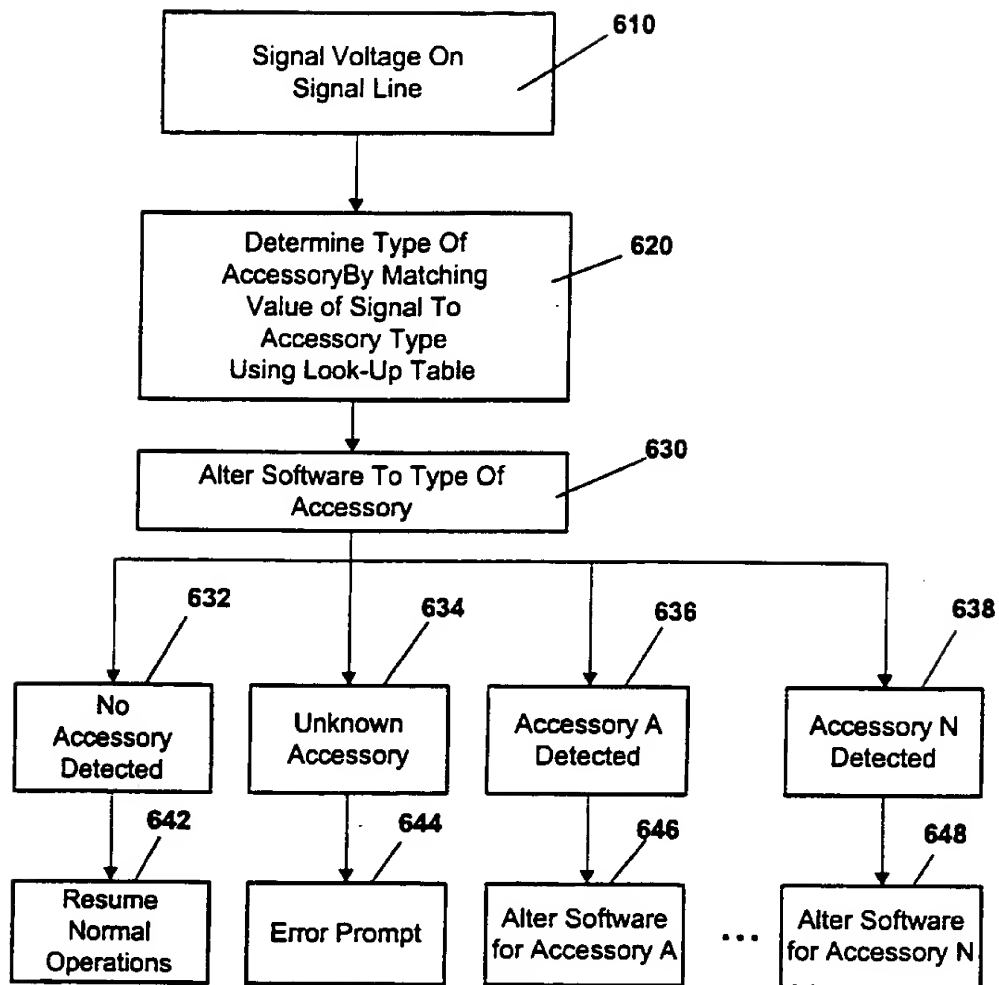 610
Signal Voltage On
Signal Line
620
Determine Type Of
AccessoryBy Matching
Value of Signal To
Accessory Type
Using Look-Up Table
630
Alter Software To Type Of
Accessory
632
634
636
638
No
Accessory
Detected
Unknown
Accessory
Accessory A
Detected
Accessory N
Detected
642
644
646
648
Resume
Normal
Operations
Error Prompt
Alter Software
for Accessory A
...
Alter Software
for Accessory N